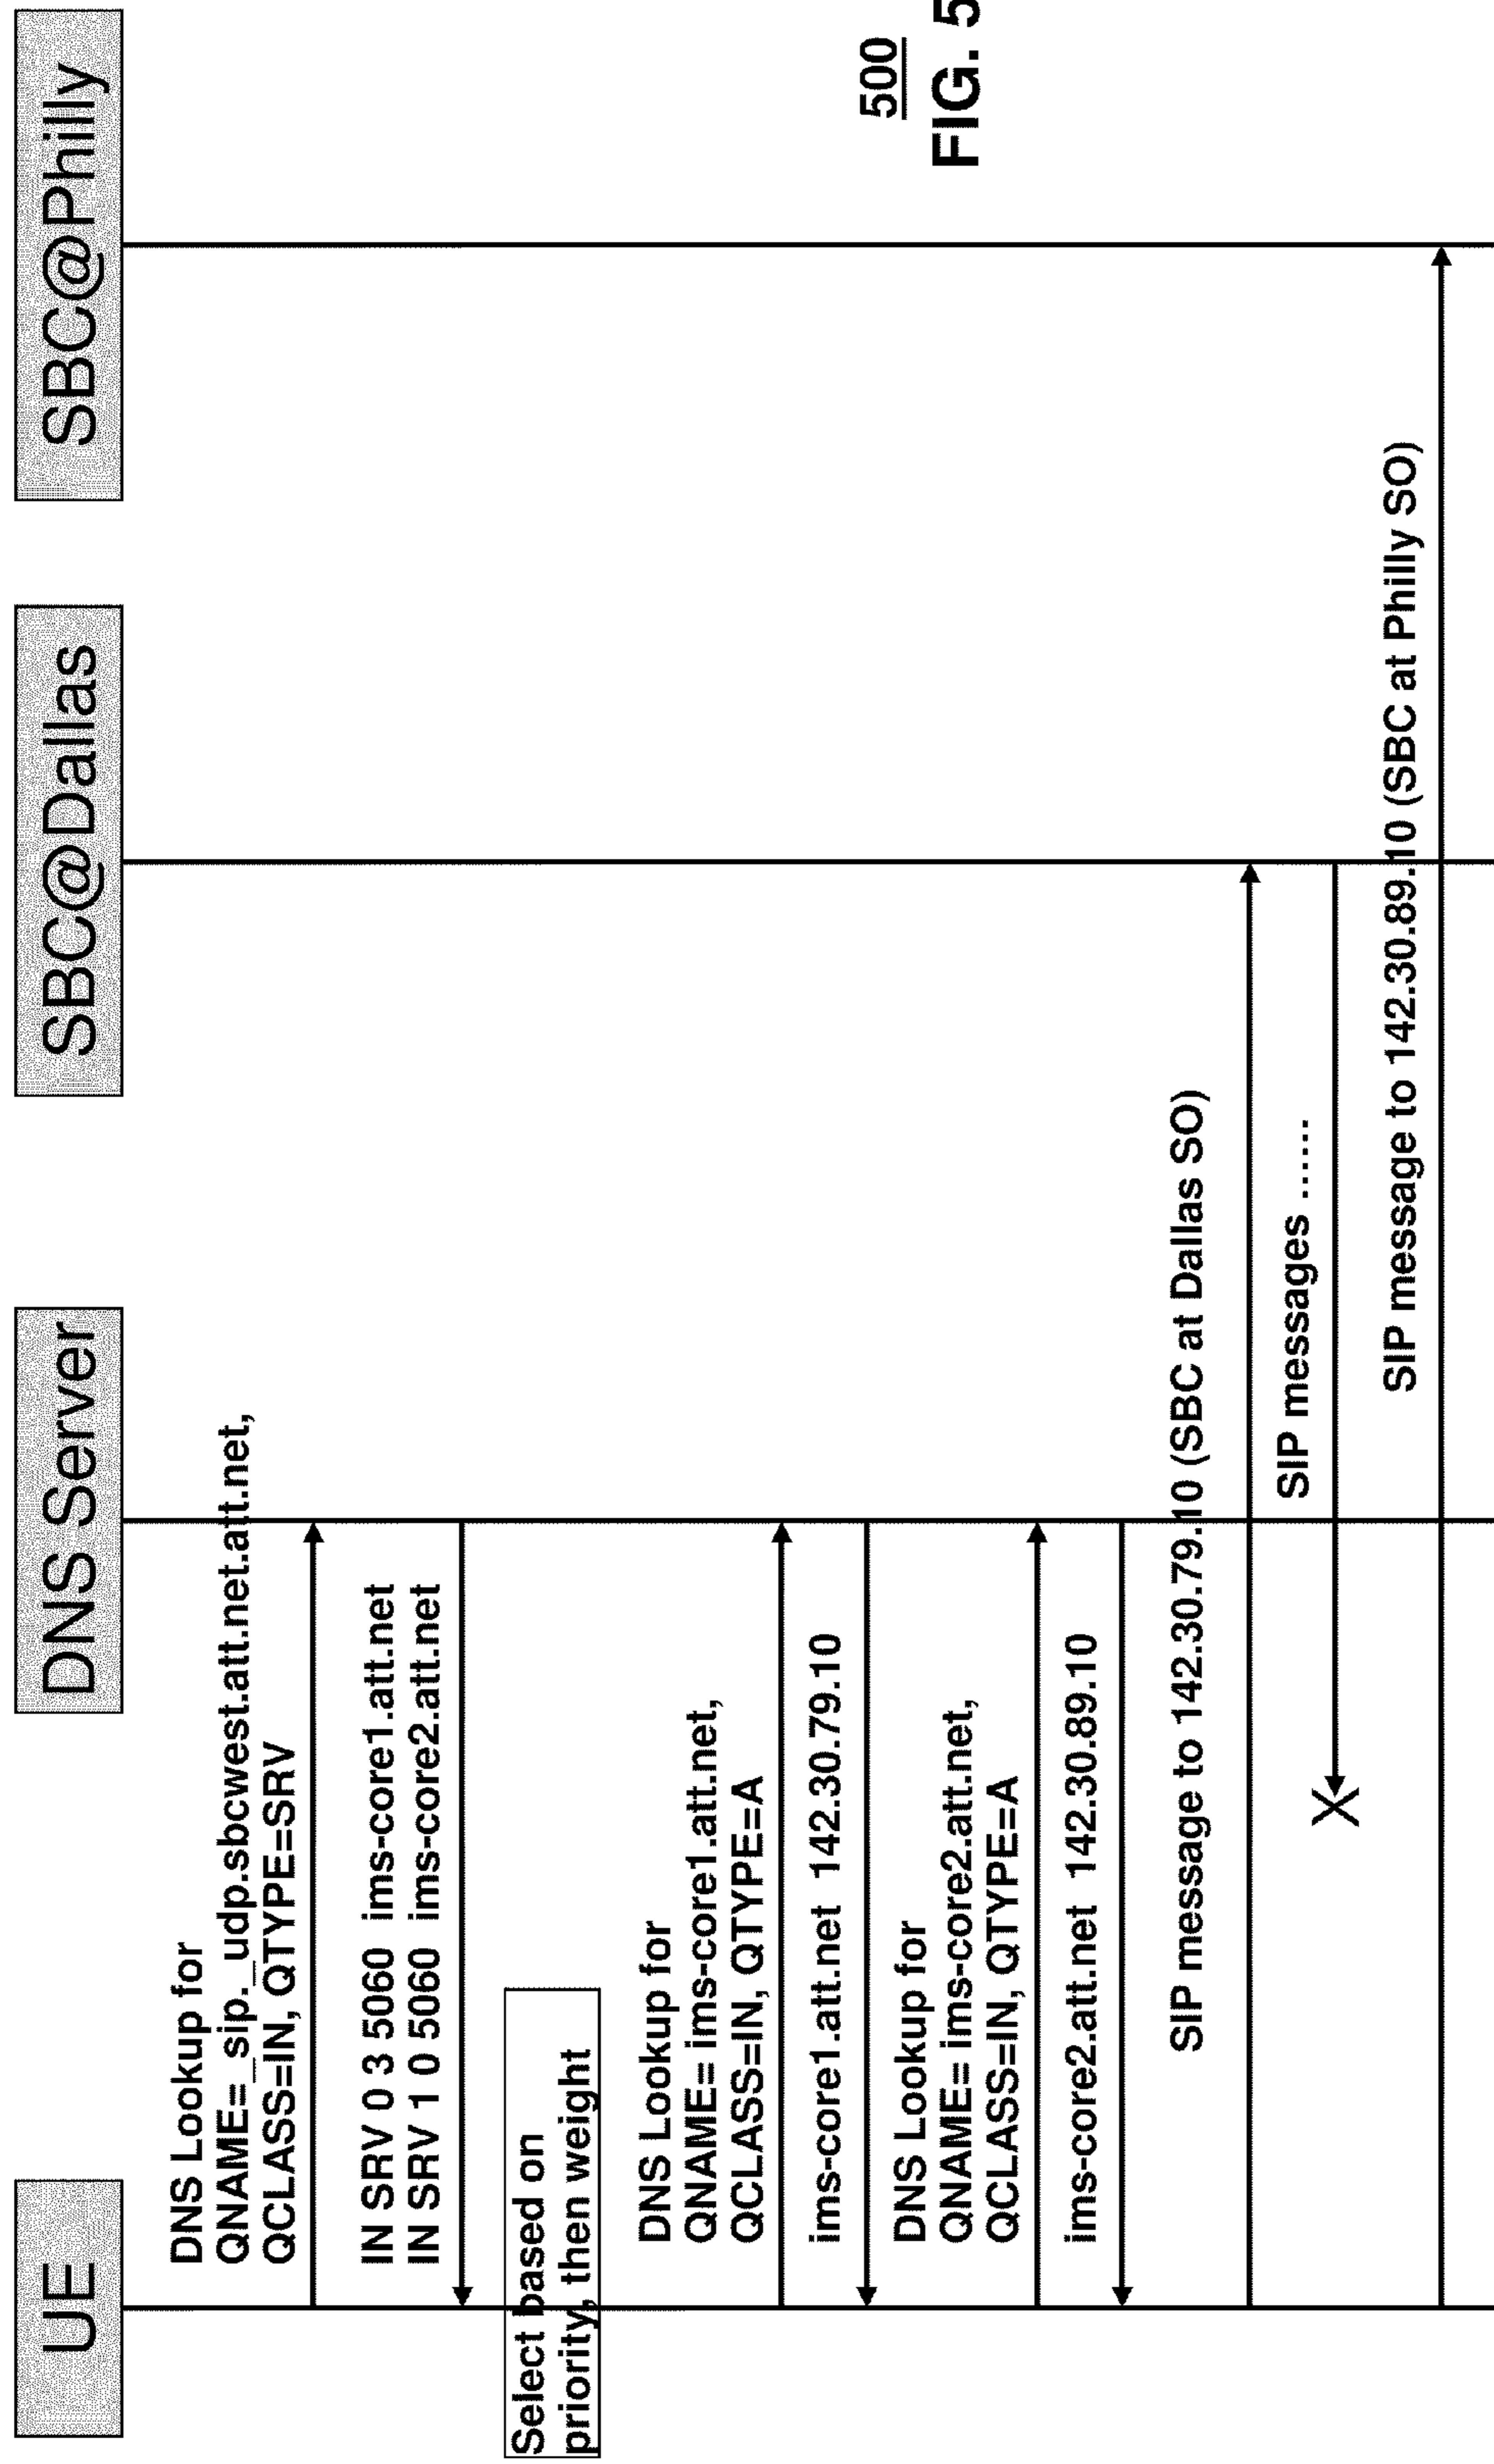 UE
DNS Server
SBC@Dallas
SBC@Philly
DNS Lookup for
QNAME=_sip._udp.sbcwest.att.net.att.net,
QCLASS=IN, QTYPE=SRV
IN SRV 0 3 5060 ims-core1.att.net
IN SRV 1 0 5060 ims-core2.att.net
Select based on
priority, then weight
DNS Lookup for
QNAME= ims-core1.att.net,
QCLASS=IN, QTYPE=A
ims-core1.att.net 142.30.79.10
DNS Lookup for
QNAME= ims-core2.att.net,
QCLASS=IN, QTYPE=A
ims-core2.att.net 142.30.89.10
SIP message to 142.30.79.10 (SBC at Dallas SO)
SIP messages ......
X
SIP message to 142.30.89.10 (SBC at Philly SO)
500
FIG. 5